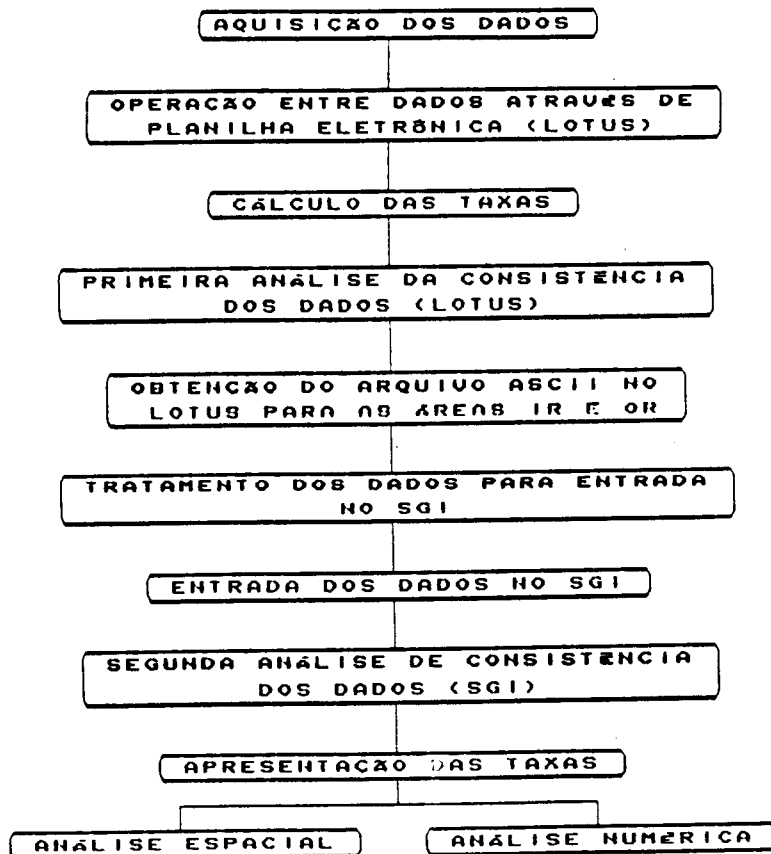 AQUISIÇÃO DOS DADOS
OPERAÇÃO ENTRE DADOS ATRAVÉS DE
PLANILHA ELETRÔNICA (LOTUS)
CÁLCULO DAS TAXAS
PRIMEIRA ANÁLISE DA CONSISTÊNCIA
DOS DADOS (LOTUS)
OBTENÇÃO DO ARQUIVO ASCII NO
LOTUS PARA AS ÁREAS IR E OR
TRATAMENTO DOS DADOS PARA ENTRADA
NO SGI
ENTRADA DOS DADOS NO SGI
SEGUNDA ANÁLISE DE CONSISTÊNCIA
DOS DADOS (SGI)
APRESENTAÇÃO DAS TAXAS
ANÁLISE ESPACIAL
ANÁLISE NUMÉRICA